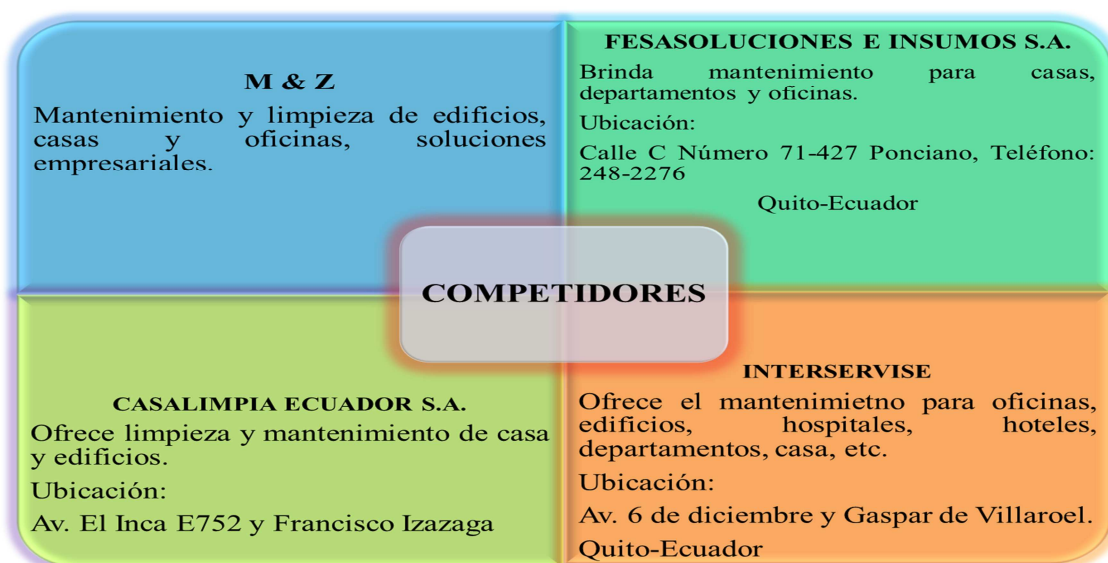 M & Z
Mantenimiento y limpieza de edificios,
casas y oficinas, soluciones
empresariales.
FESASOLUCIONES E INSUMOS S.A.
Brinda mantenimiento para casas,
departamentos y oficinas.
Ubicación:
Calle C Número 71-427 Ponciano, Teléfono:
248-2276
Quito-Ecuador
COMPETIDORES
CASALIMPIA ECUADOR S.A.
Ofrece limpieza y mantenimiento de casa
y edificios.
Ubicación:
Av. El Inca E752 y Francisco Izazaga
INTERSERVISE
Ofrece el mantenimietno para oficinas,
edificios, hospitales, hoteles,
departamentos, casa, etc.
Ubicación:
Av. 6 de diciembre y Gaspar de Villaroel.
Quito-Ecuador